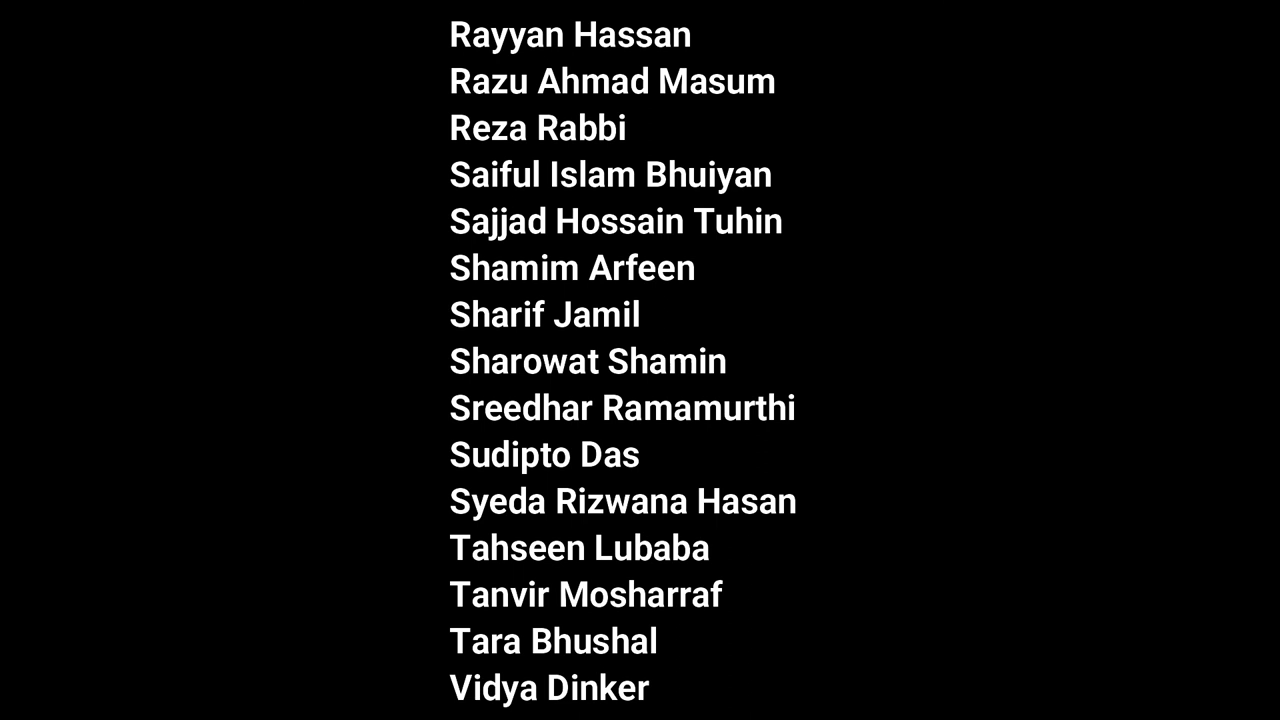 Rayyan Hassan
Razu Ahmad Masum
Reza Rabbi
Saiful Islam Bhuiyan
Sajjad Hossain Tuhin
Shamim Arfeen
Sharif Jamil
Sharowat Shamin
Sreedhar Ramamurthi
Sudipto Das
Syeda Rizwana Hasan
Tahseen Lubaba
Tanvir Mosharraf
Tara Bhushal
Vidya Dinker